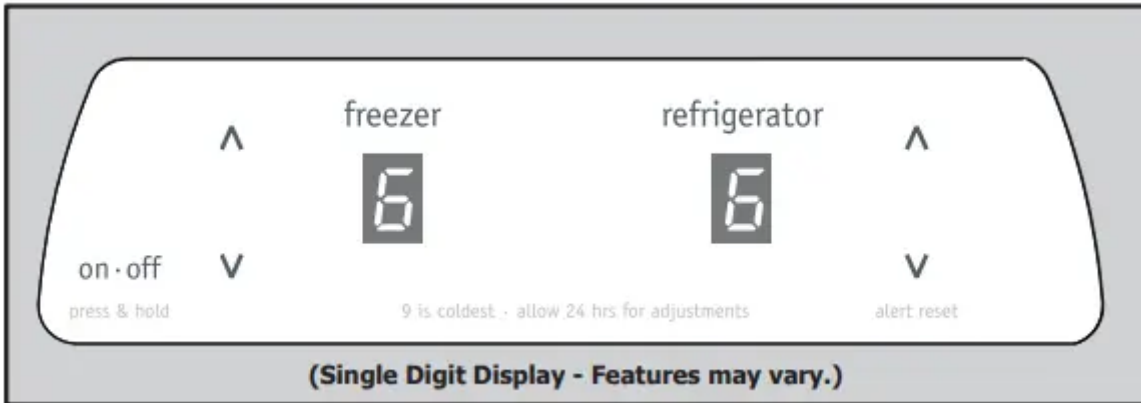 freezer
refrigerator
6
6
on · off
press & hold
9 is coldest · allow 24 hrs for adjustments
alert reset
(Single Digit Display - Features may vary.)